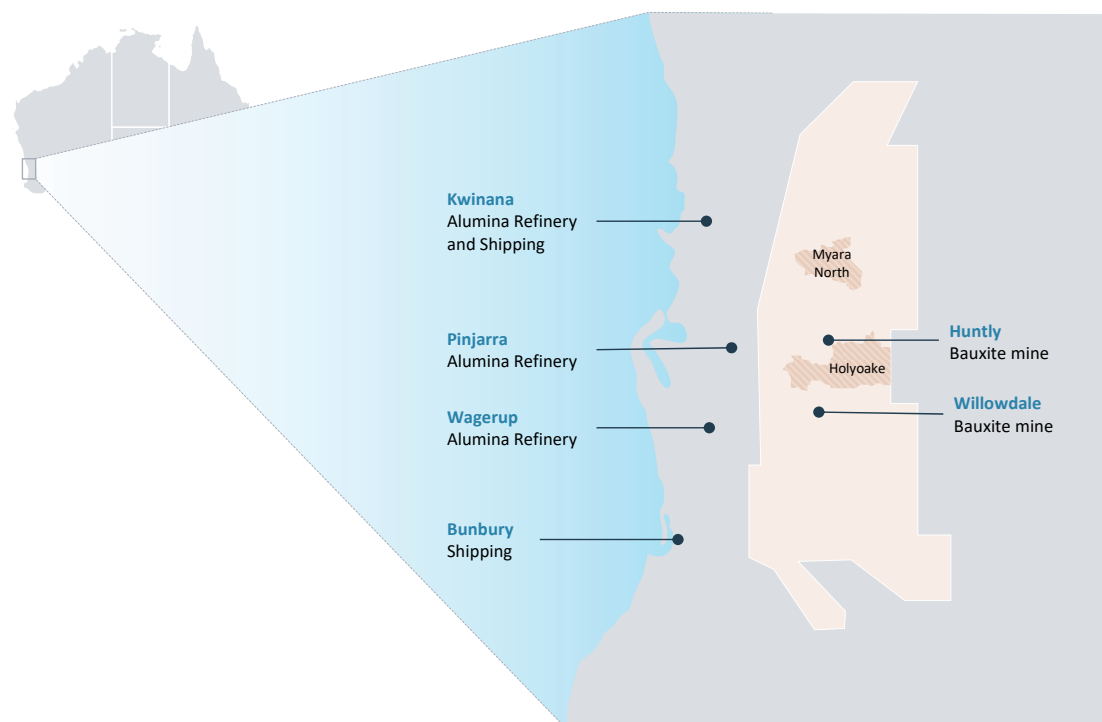 Kwinana
Alumina Refinery
and Shipping
Myara
North
Pinjarra
Alumina Refinery
Huntly
Bauxite mine
Holyoake
Willowdale
Bauxite mine
Wagerup
Alumina Refinery
Bunbury
Shipping